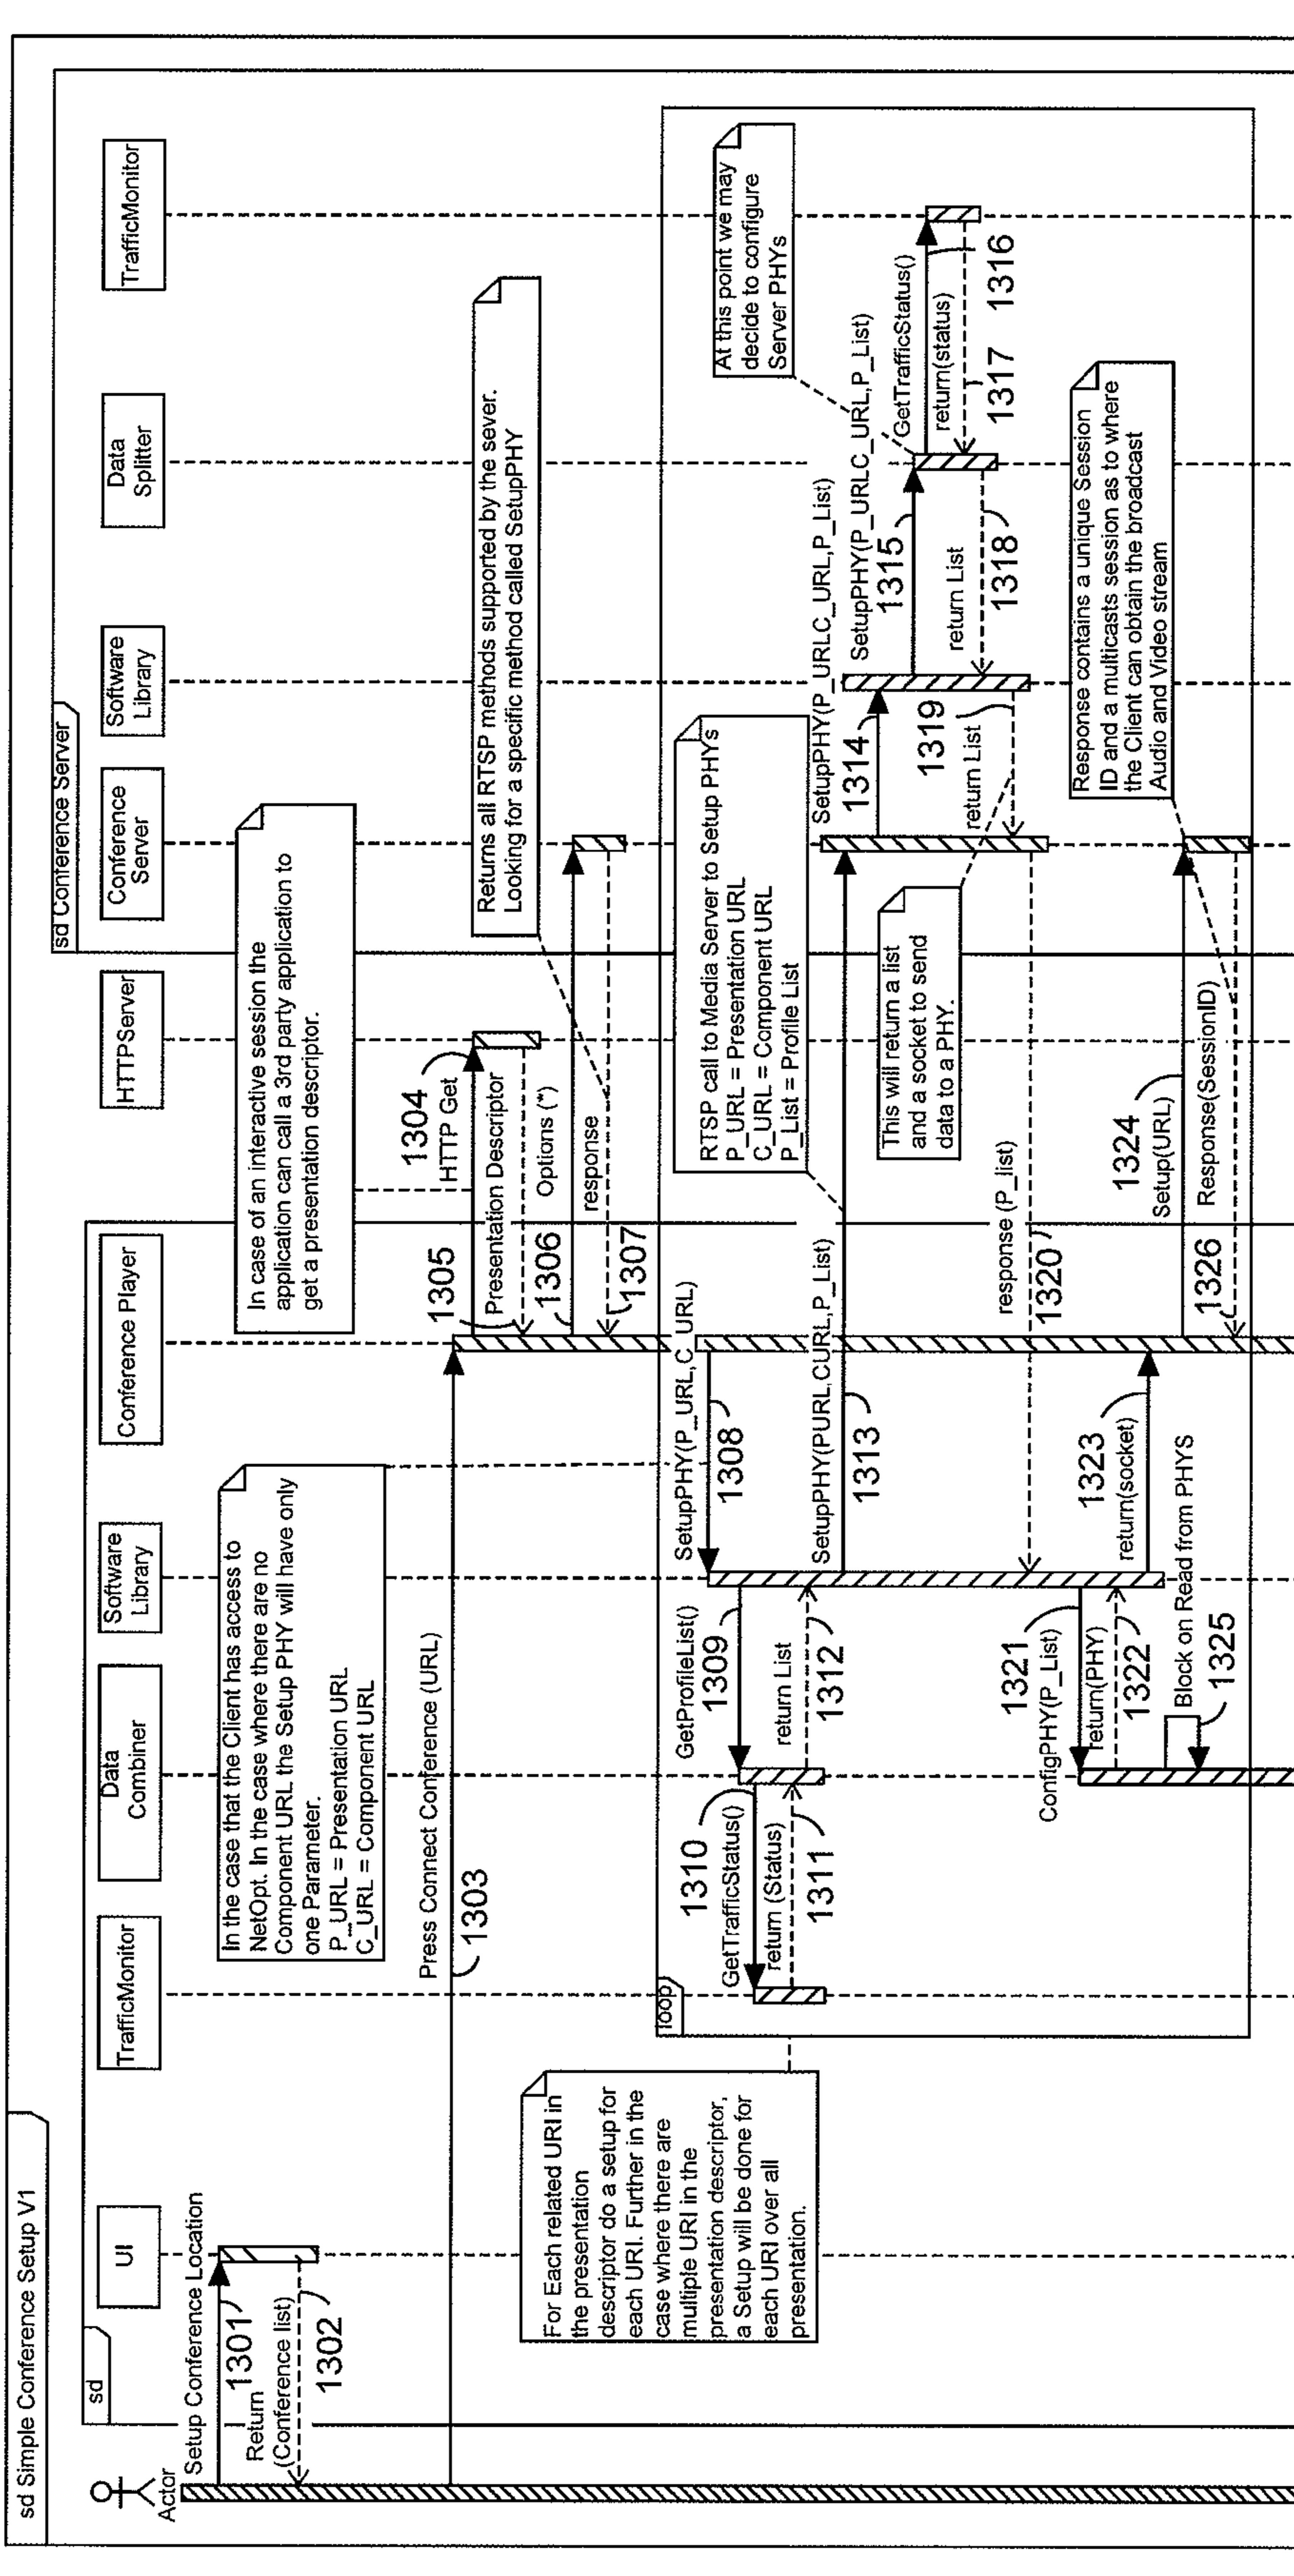 sd Simple Conference Setup V1
sd
sd Conference Server
Actor
UI
TrafficMonitor
Data
Combiner
Software
Library
Conference Player
HTTPServer
Conference
Server
Software
Library
Data
Splitter
TrafficMonitor
Setup Conference Location
1301
Return
(Conference list)
1302
In the case that the Client has access to
NetOpt. In the case where there are no
Component URL the Setup PHY will have only
one Parameter.
P_URL = Presentation URL
C_URL = Component URL
In case of an interactive session the
application can call a 3rd party application to
get a presentation descriptor.
Press Connect Conference (URL)
1303
1304
HTTP Get
1305
Presentation Descriptor
Options (*)
1306
response
1307
Returns all RTSP methods supported by the sever.
Looking for a specific method called SetupPHY
For Each related URI in
the presentation
descriptor do a setup for
each URI. Further in the
case where there are
multiple URI in the
presentation descriptor,
a Setup will be done for
each URI over all
presentation.
loop
SetupPHY(P_URL,C_URL)
1308
GetProfileList()
1309
1310
GetTrafficStatus()
return (Status)
1311
return List
1312
RTSP call to Media Server to Setup PHYs
P_URL = Presentation URL
C_URL = Component URL
P_List = Profile List
SetupPHY(PURL,CURL,P_List)
1313
SetupPHY(P_URLC_URL,P_List)
1314
SetupPHY(P_URLC_URL,P_List)
1315
At this point we may
decide to configure
Server PHYs
GetTrafficStatus()
1316
return(status)
1317
return List
1318
1319
return List
This will return a list
and a socket to send
data to a PHY.
response (P_list)
1320
1321
ConfigPHY(P_List)
return(PHY)
1322
1323
return(socket)
1324
Setup(URL)
Block on Read from PHYS
1325
Response(SessionID)
1326
Response contains a unique Session
ID and a multicasts session as to where
the Client can obtain the broadcast
Audio and Video stream